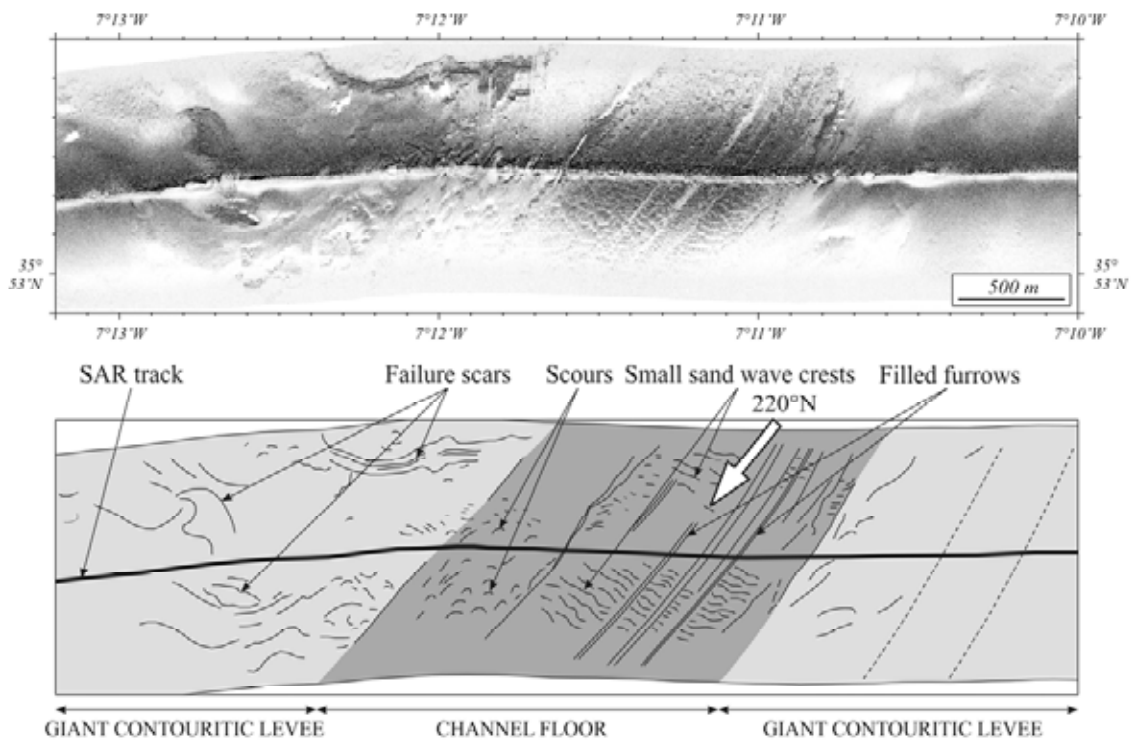 7°13'W 7°12'W 7°11'W 7°10'W
35°
53'N
35°
53'N
500 m
7°13'W 7°12'W 7°11'W 7°10'W
SAR track Failure scars Scours Small sand wave crests Filled furrows
220°N
GIANT CONTOURITIC LEVEE CHANNEL FLOOR GIANT CONTOURITIC LEVEE